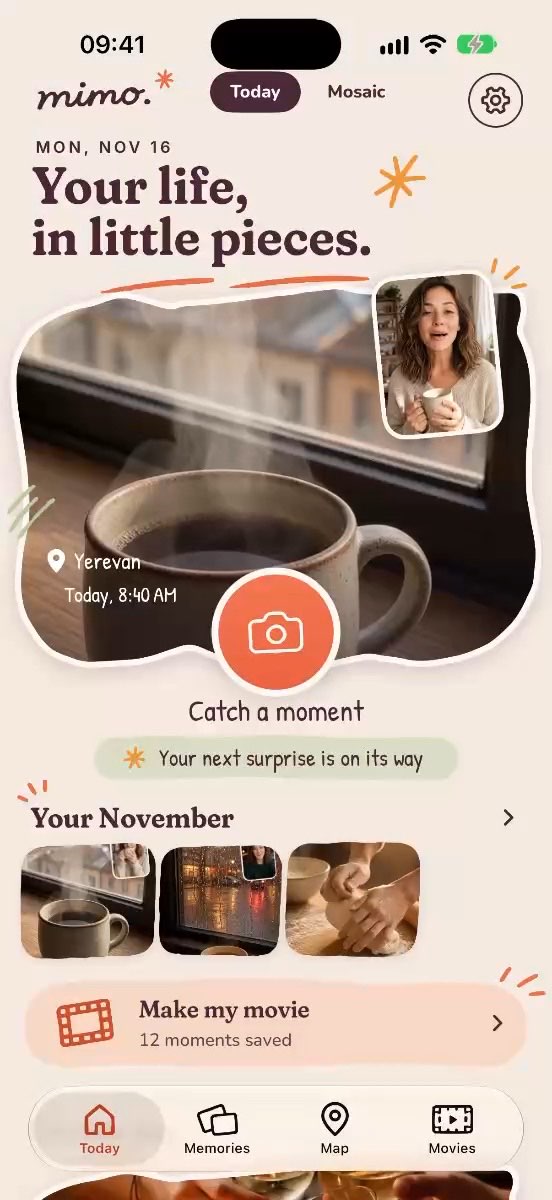 09:41
mimo.
Today
Mosaic
MON, NOV 16
Your life,
in little pieces.
Yerevan
Today, 8:40 AM
Catch a moment
Your next surprise is on its way
Your November
Make my movie
12 moments saved
Today
Memories
Map
Movies